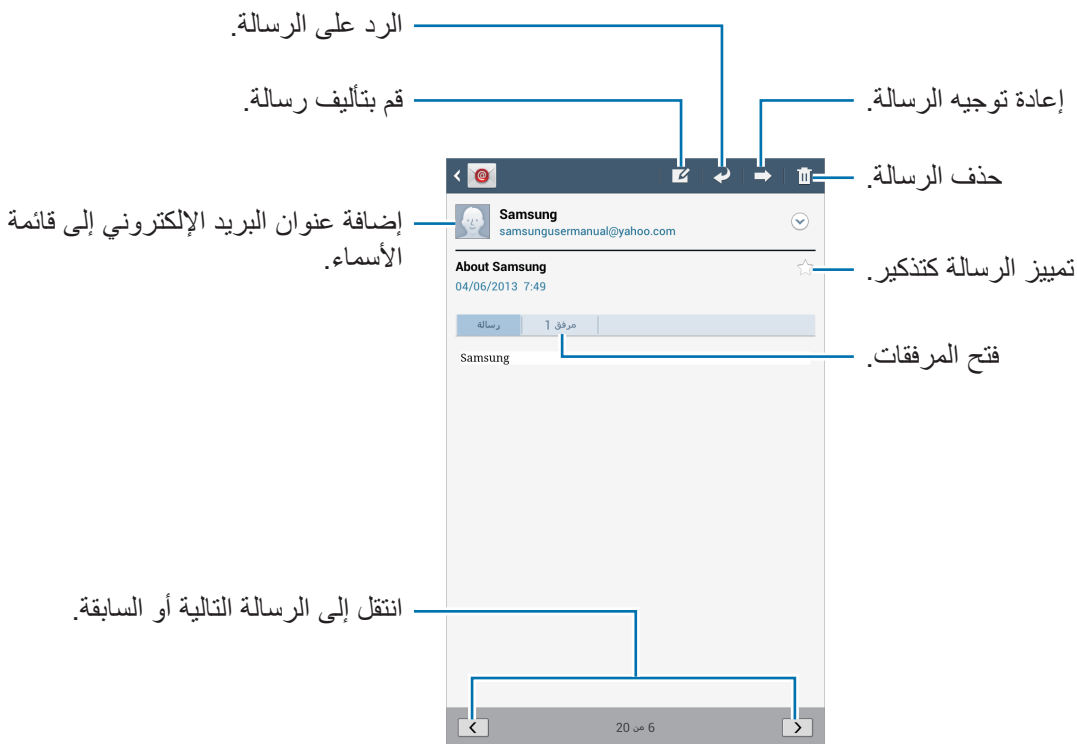 الرد على الرسالة.
قم بتأليف رسالة.
إعادة توجيه الرسالة.
حذف الرسالة.
Samsung
samsungusermanual@yahoo.com
إضافة عنوان البريد الإلكتروني إلى قائمة
الأسماء.
About Samsung
04/06/2013 7:49
تمييز الرسالة كتذكير.
رسالة
مرفق 1
Samsung
فتح المرفقات.
انتقل إلى الرسالة التالية أو السابقة.
6 من 20